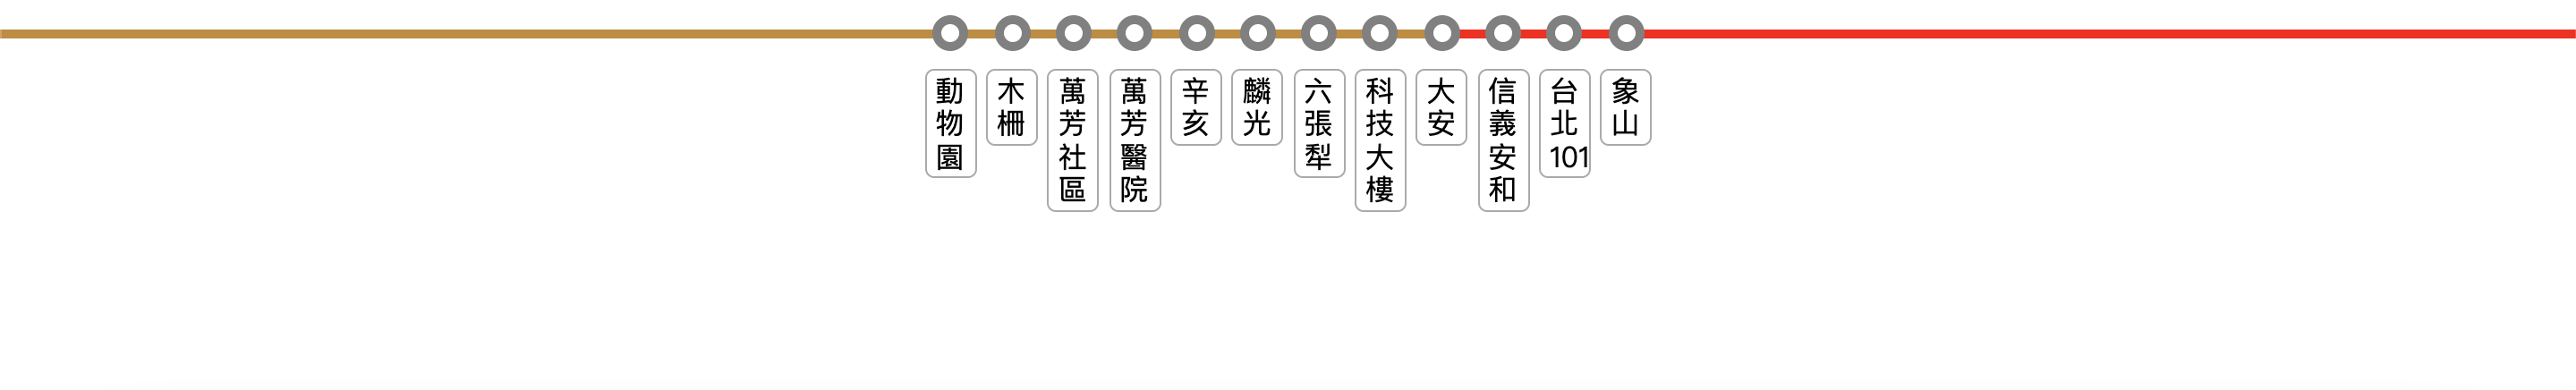 動物園
木柵
萬芳社區
萬芳醫院
辛亥
麟光
六張犁
科技大樓
大安
信義安和
台北101
象山